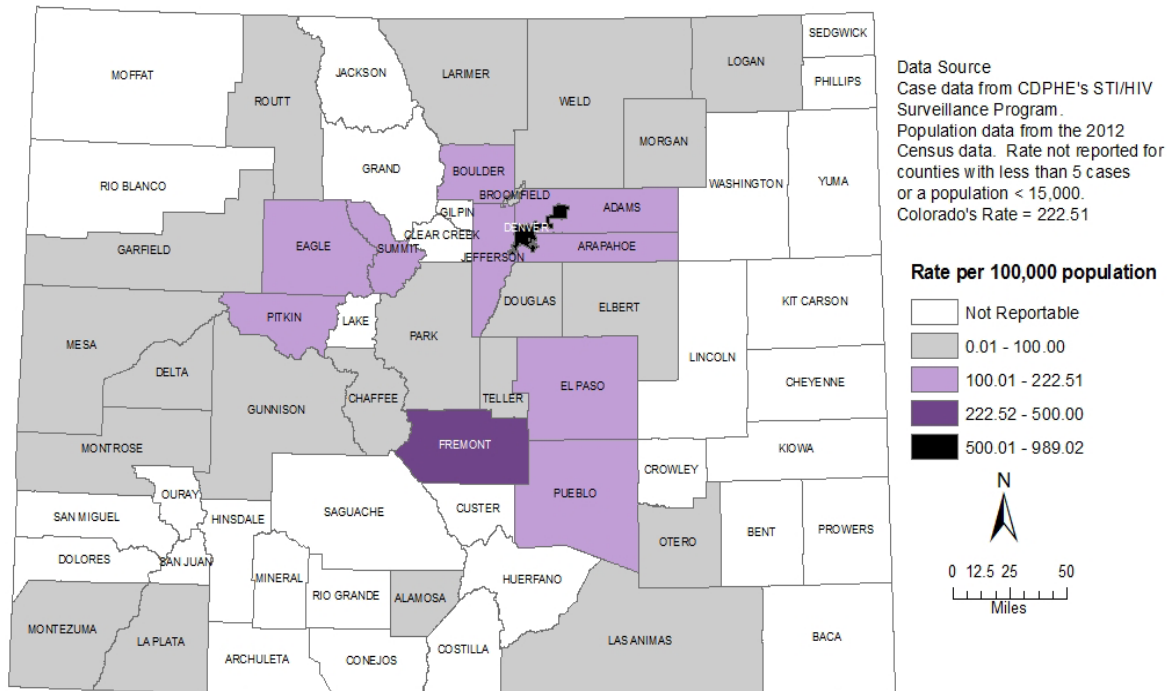 SEDGWICK
MOFFAT
JACKSON
LARIMER
LOGAN
PHILLIPS
ROUTT
WELD
MORGAN
GRAND
BOULDER
RIO BLANCO
WASHINGTON
YUMA
BROOMFIELD
ADAMS
GILPIN
DENVER
CLEAR CREEK
GARFIELD
EAGLE
SUMMIT
ARAPAHOE
JEFFERSON
DOUGLAS
ELBERT
KIT CARSON
PITKIN
LAKE
PARK
MESA
LINCOLN
DELTA
CHEYENNE
EL PASO
CHAFFEE
TELLER
GUNNISON
MONTROSE
FREMONT
KIOWA
CROWLEY
OURAY
PUEBLO
SAGUACHE
CUSTER
SAN MIGUEL
HINSDALE
BENT
PROWERS
OTERO
DOLORES
SAN JUAN
MINERAL
HUERFANO
RIO GRANDE
ALAMOSA
MONTEZUMA
LA PLATA
LAS ANIMAS
BACA
COSTILLA
ARCHULETA
CONEJOS
Data Source
Case data from CDPHE's STI/HIV
Surveillance Program.
Population data from the 2012
Census data. Rate not reported for
counties with less than 5 cases
or a population < 15,000.
Colorado's Rate = 222.51
Rate per 100,000 population
Not Reportable
0.01 - 100.00
100.01 - 222.51
222.52 - 500.00
500.01 - 989.02
N
0 12.5 25 50
Miles